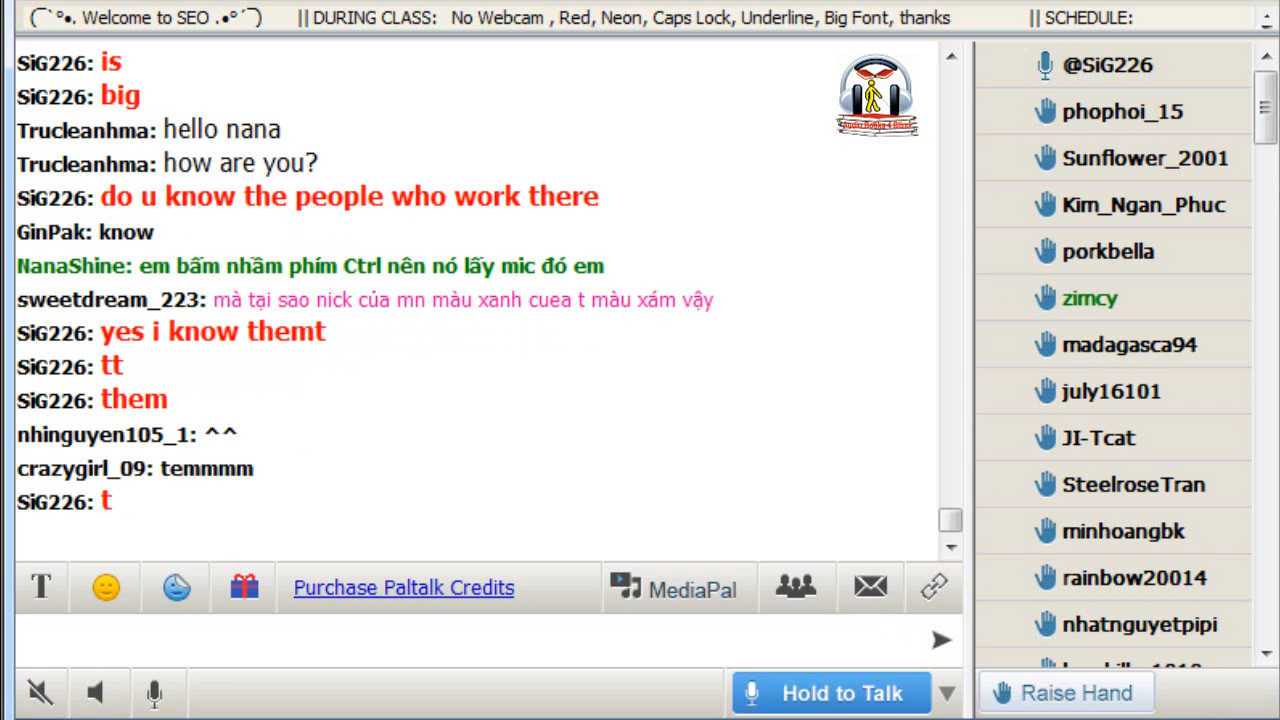 (¯`°•. Welcome to SEO .•°´¯) || DURING CLASS: No Webcam , Red, Neon, Caps Lock, Underline, Big Font, thanks || SCHEDULE:
SiG226: is
SiG226: big
Trucleanhma: hello nana
Trucleanhma: how are you?
SiG226: do u know the people who work there
GinPak: know
NanaShine: em bấm nhầm phím Ctrl nên nó lấy mic đó em
sweetdream_223: mà tại sao nick của mn màu xanh cuea t màu xám vậy
SiG226: yes i know themt
SiG226: tt
SiG226: them
nhinguyen105_1: ^^
crazygirl_09: temmmm
SiG226: t
T
Purchase Paltalk Credits
MediaPal
Hold to Talk
@SiG226
phophoi_15
Sunflower_2001
Kim_Ngan_Phuc
porkbella
zimcy
madagasca94
july16101
JI-Tcat
SteelroseTran
minhoangbk
rainbow20014
nhatnguyetpipi
Raise Hand